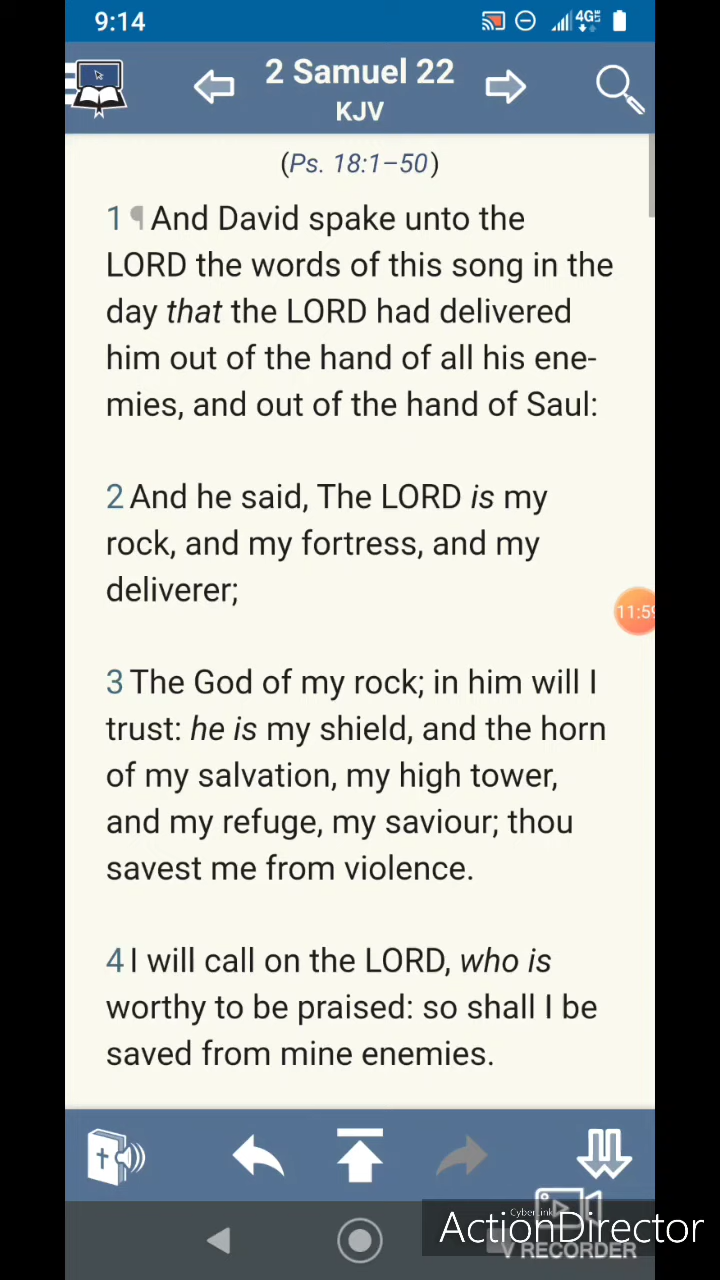 9:14
4GE
2 Samuel 22
KJV
(Ps. 18:1–50)
1 ¶ And David spake unto the
LORD the words of this song in the
day that the LORD had delivered
him out of the hand of all his ene-
mies, and out of the hand of Saul:
2 And he said, The LORD is my
rock, and my fortress, and my
deliverer;
11:59
3 The God of my rock; in him will I
trust: he is my shield, and the horn
of my salvation, my high tower,
and my refuge, my saviour; thou
savest me from violence.
4 I will call on the LORD, who is
worthy to be praised: so shall I be
saved from mine enemies.
CyberLink
ActionDirector
V RECORDER